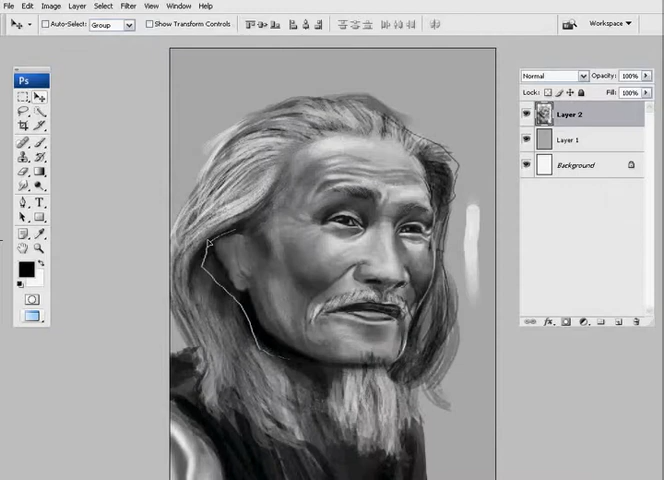 File Edit Image Layer Select Filter View Window Help
Auto-Select: Group Show Transform Controls Workspace
Ps
Normal Opacity: 100%
Lock: Fill: 100%
Layer 2
Layer 1
Background